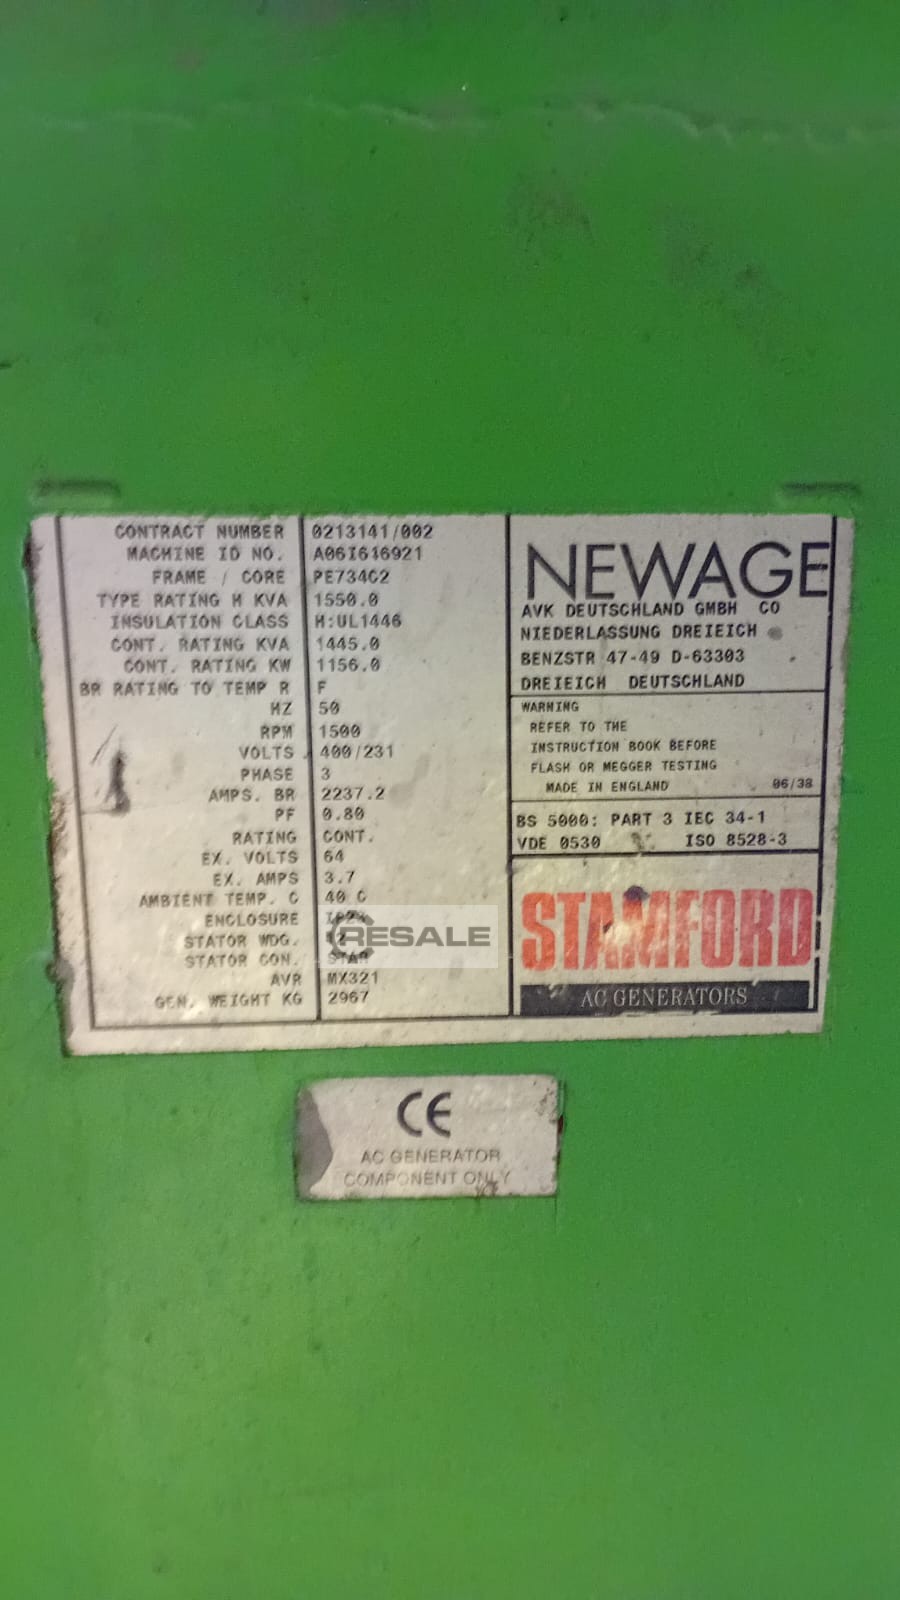 CONTRACT NUMBER 0213141/002
MACHINE ID NO. A06I616921
FRAME / CORE PE734C2
TYPE RATING H KVA 1550.0
INSULATION CLASS H:UL1446
CONT. RATING KVA 1445.0
CONT. RATING KW 1156.0
BR RATING TO TEMP R F
HZ 50
RPM 1500
VOLTS 400/231
PHASE 3
AMPS. BR 2237.2
PF 0.80
RATING CONT.
EX. VOLTS 64
EX. AMPS 3.7
AMBIENT TEMP. C 40 C
ENCLOSURE
STATOR WDG.
STATOR CON. STAR
AVR MX321
GEN. WEIGHT KG 2967
RESALE
NEWAGE
AVK DEUTSCHLAND GMBH CO
NIEDERLASSUNG DREIEICH
BENZSTR 47-49 D-63303
DREIEICH DEUTSCHLAND
WARNING
REFER TO THE
INSTRUCTION BOOK BEFORE
FLASH OR MEGGER TESTING
MADE IN ENGLAND 06/38
BS 5000: PART 3 IEC 34-1
VDE 0530 ISO 8528-3
STAMFORD
AC GENERATORS
CE
AC GENERATOR
COMPONENT ONLY